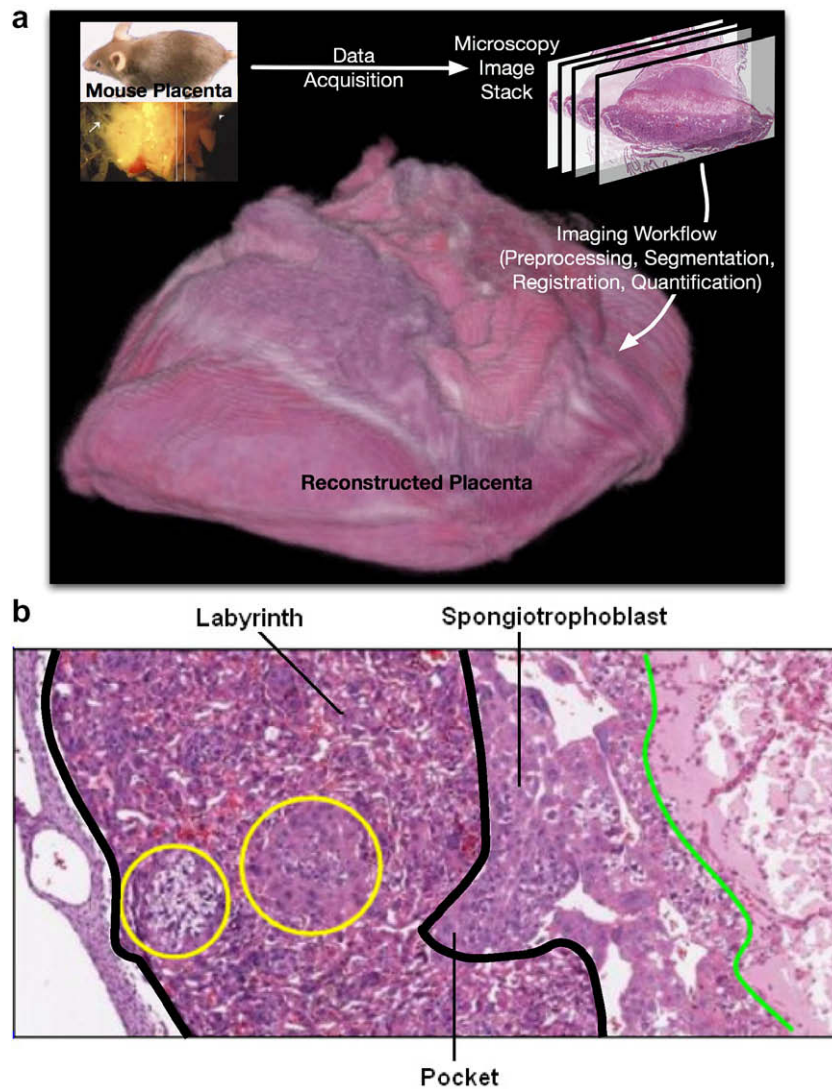 a
Mouse Placenta
Data
Acquisition
Microscopy
Image
Stack
Imaging Workflow
(Preprocessing, Segmentation,
Registration, Quantification)
Reconstructed Placenta
b
Labyrinth
Spongiotrophoblast
Pocket